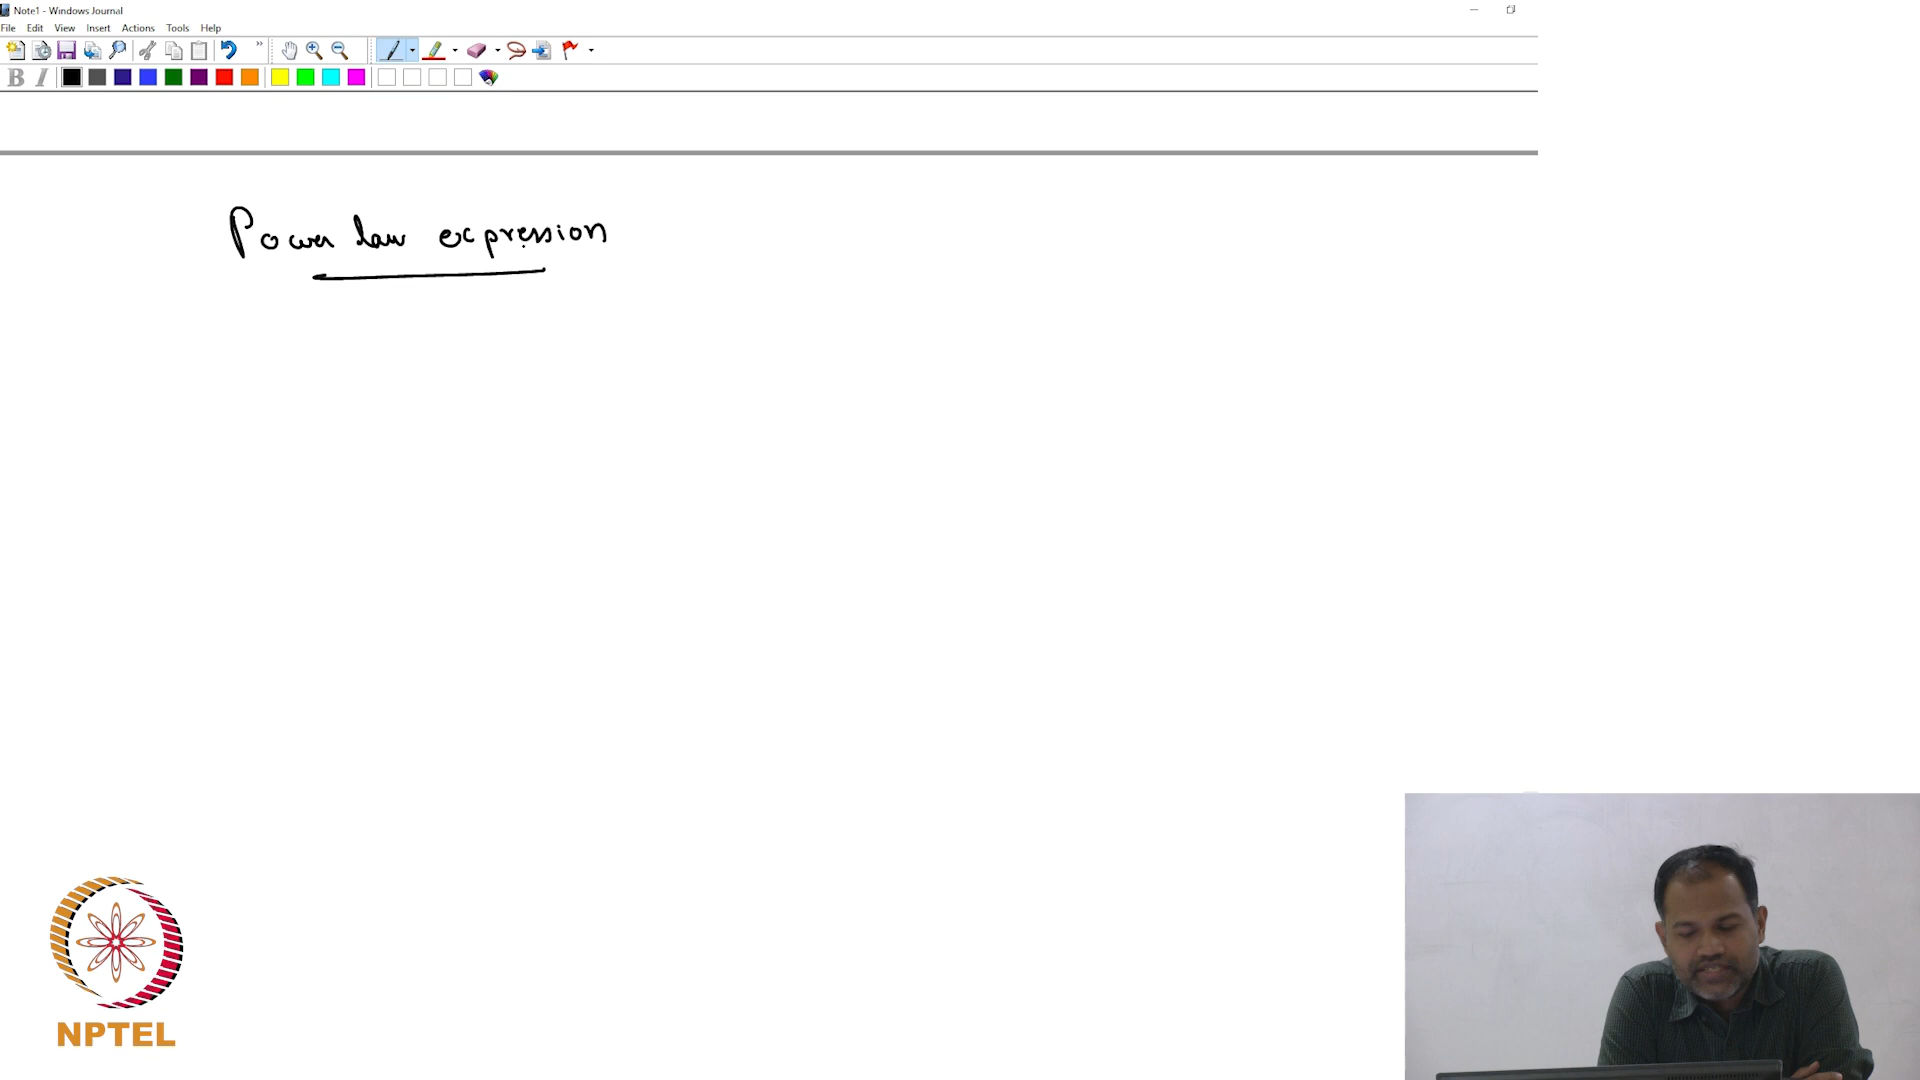 Note1 - Windows Journal
File Edit View Insert Actions Tools Help
B I
Power law expression
NPTEL